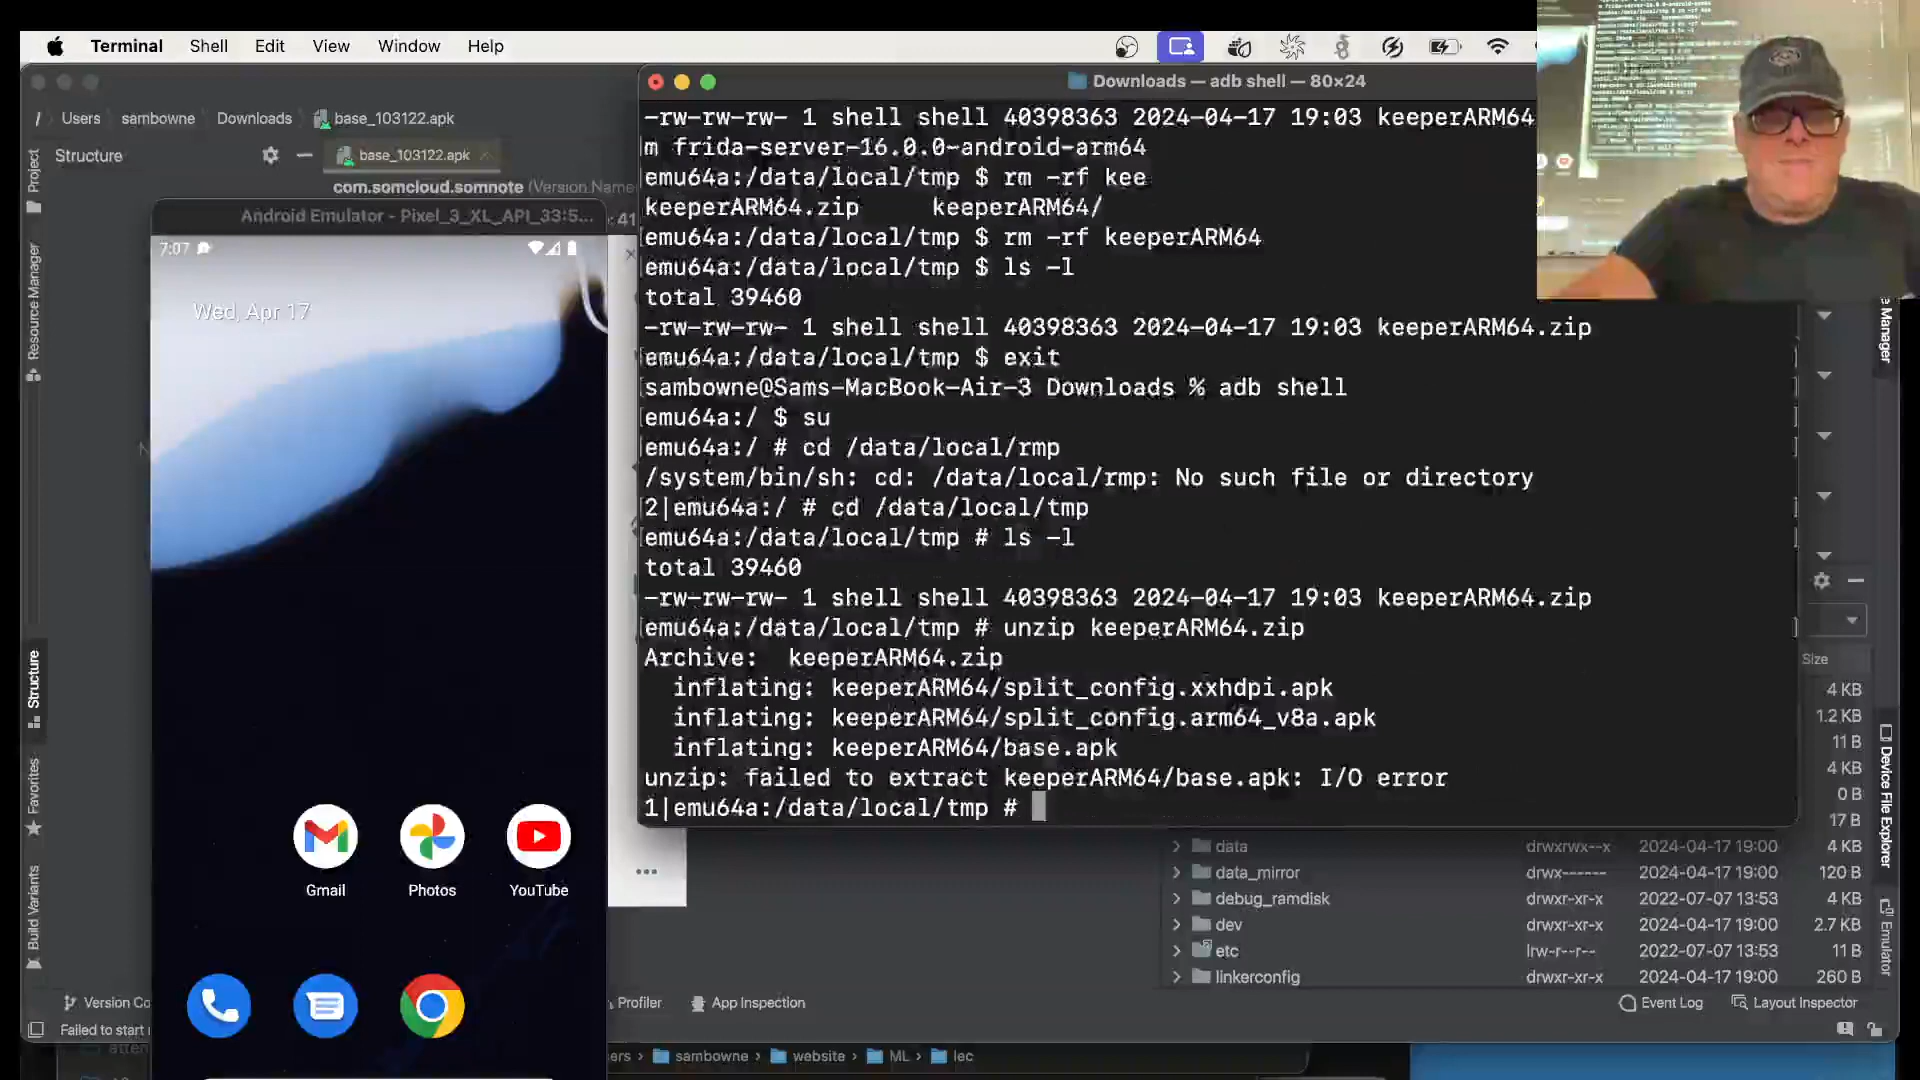 Terminal Shell Edit View Window Help
/ Users sambowne Downloads base_103122.apk
Structure
base_103122.apk
com.somcloud.somnote (Version Name
Project
Resource Manager
Structure
Favorites
Build Variants
Android Emulator - Pixel_3_XL_API_33:5...
7:07
Wed, Apr 17
Gmail
Photos
YouTube
Downloads — adb shell — 80×24
-rw-rw-rw- 1 shell shell 40398363 2024-04-17 19:03 keeperARM64
m frida-server-16.0.0-android-arm64
emu64a:/data/local/tmp $ rm -rf kee
keeperARM64.zip keeperARM64/
emu64a:/data/local/tmp $ rm -rf keeperARM64
emu64a:/data/local/tmp $ ls -l
total 39460
-rw-rw-rw- 1 shell shell 40398363 2024-04-17 19:03 keeperARM64.zip
emu64a:/data/local/tmp $ exit
sambowne@Sams-MacBook-Air-3 Downloads % adb shell
emu64a:/ $ su
emu64a:/ # cd /data/local/rmp
/system/bin/sh: cd: /data/local/rmp: No such file or directory
2|emu64a:/ # cd /data/local/tmp
emu64a:/data/local/tmp # ls -l
total 39460
-rw-rw-rw- 1 shell shell 40398363 2024-04-17 19:03 keeperARM64.zip
emu64a:/data/local/tmp # unzip keeperARM64.zip
Archive: keeperARM64.zip
inflating: keeperARM64/split_config.xxhdpi.apk
inflating: keeperARM64/split_config.arm64_v8a.apk
inflating: keeperARM64/base.apk
unzip: failed to extract keeperARM64/base.apk: I/O error
1|emu64a:/data/local/tmp #
Size
4 KB
1.2 KB
11 B
4 KB
0 B
17 B
data drwxrwx--x 2024-04-17 19:00 4 KB
data_mirror drwx------ 2024-04-17 19:00 120 B
debug_ramdisk drwxr-xr-x 2022-07-07 13:53 4 KB
dev drwxr-xr-x 2024-04-17 19:00 2.7 KB
etc lrw-r--r-- 2022-07-07 13:53 11 B
linkerconfig drwxr-xr-x 2024-04-17 19:00 260 B
Device File Explorer
Emulator
Version Co
Profiler
App Inspection
Event Log
Layout Inspector
Failed to start
sambowne website ML lec